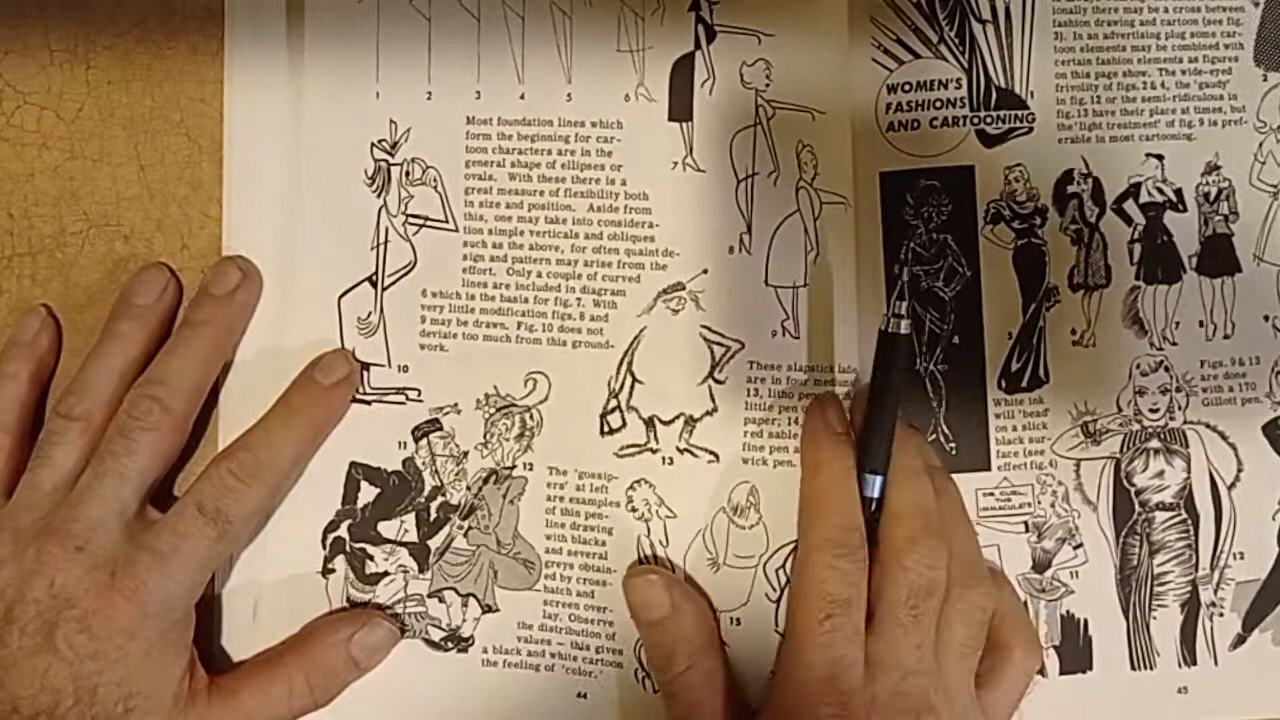 1 2 3 4 5 6
7
8
9
Most foundation lines which
form the beginning for car-
toon characters are in the
general shape of ellipses or
ovals. With these there is a
great measure of flexibility both
in size and position. Aside from
this, one may take into considera-
tion simple verticals and obliques
such as the above, for often quaint de-
sign and pattern may arise from the
effort. Only a couple of curved
lines are included in diagram
6 which is the basis for fig. 7. With
very little modification figs. 8 and
9 may be drawn. Fig. 10 does not
deviate too much from this ground-
work.
10
11
12
13
These slapstick
are in four
13, litho
little pen
paper; 14,
red sable
fine pen
wick pen.
The 'gossip-
ers' at left
are examples
of thin pen-
line drawing
with blacks
and several
greys obtain-
ed by cross-
hatch and
screen over-
lay. Observe
the distribution of
values — this gives
a black and white cartoon
the feeling of 'color.'
15
44
WOMEN'S
FASHIONS
AND CARTOONING
1
ionally there may be a cross between
fashion drawing and cartoon (see fig.
3). In an advertising plug some car-
toon elements may be combined with
certain fashion elements as figures
on this page show. The wide-eyed
frivolity of figs. 2 & 4, the 'gaudy'
in fig. 12 or the semi-ridiculous in
fig. 13 have their place at times, but
the 'light treatment' of fig. 9 is pref-
erable in most cartooning.
2
4
5
6
7
8
9
White ink
will 'bead'
on a slick
black sur-
face (see
effect fig. 4)
Figs. 9 & 13
are done
with a 170
Gillott pen.
DR. CURL,
THE
IMMACULATE
11
12
45